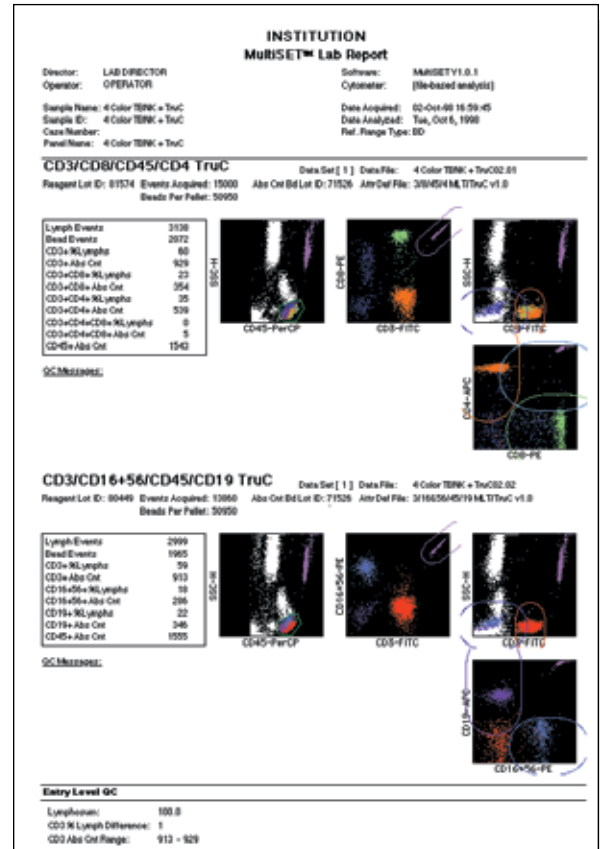 INSTITUTION
MultiSET™ Lab Report
Director: LAB DIRECTOR
Operator: OPERATOR
Software: MultiSET V1.0.1
Cytometer: (file-based analysis)
Sample Name: 4 Color TBNK + TruC
Sample ID: 4 Color TBNK + TruC
Case Number:
Panel Name: 4 Color TBNK + TruC
Date Acquired: 02-Oct-98 16:59:45
Date Analyzed: Tue, Oct 6, 1998
Ref. Range Type: BD
CD3/CD8/CD45/CD4 TruC Data Set [ 1 ] Data File: 4 Color TBNK + TruC02.01
Reagent Lot ID: 81574 Events Acquired: 15000 Abs Cnt Bd Lot ID: 71526 Attr Def File: 3/8/45/4 MLT/TruC v1.0
Beads Per Pellet: 50950
Lymph Events 3138
Bead Events 2072
CD3+ %Lymphs 60
CD3+ Abs Cnt 929
CD3+CD8+ %Lymphs 23
CD3+CD8+ Abs Cnt 354
CD3+CD4+ %Lymphs 35
CD3+CD4+ Abs Cnt 539
CD3+CD4+CD8+ %Lymphs 0
CD3+CD4+CD8+ Abs Cnt 5
CD45+ Abs Cnt 1543
SSC-H
CD45-PerCP
CD8-PE
CD3-FITC
SSC-H
CD3-FITC
CD4-APC
CD8-PE
QC Messages:
CD3/CD16+56/CD45/CD19 TruC Data Set [ 1 ] Data File: 4 Color TBNK + TruC02.02
Reagent Lot ID: 80449 Events Acquired: 13860 Abs Cnt Bd Lot ID: 71526 Attr Def File: 3/1656/45/19 MLT/TruC v1.0
Beads Per Pellet: 50950
Lymph Events 2999
Bead Events 1965
CD3+ %Lymphs 59
CD3+ Abs Cnt 913
CD16+56+ %Lymphs 18
CD16+56+ Abs Cnt 286
CD19+ %Lymphs 22
CD19+ Abs Cnt 346
CD45+ Abs Cnt 1555
SSC-H
CD45-PerCP
CD16+56-PE
CD3-FITC
SSC-H
CD3-FITC
CD19-APC
CD16+56-PE
QC Messages:
Entry Level QC
Lymphosum: 100.0
CD3 % Lymph Difference: 1
CD3 Abs Cnt Range: 913 - 929